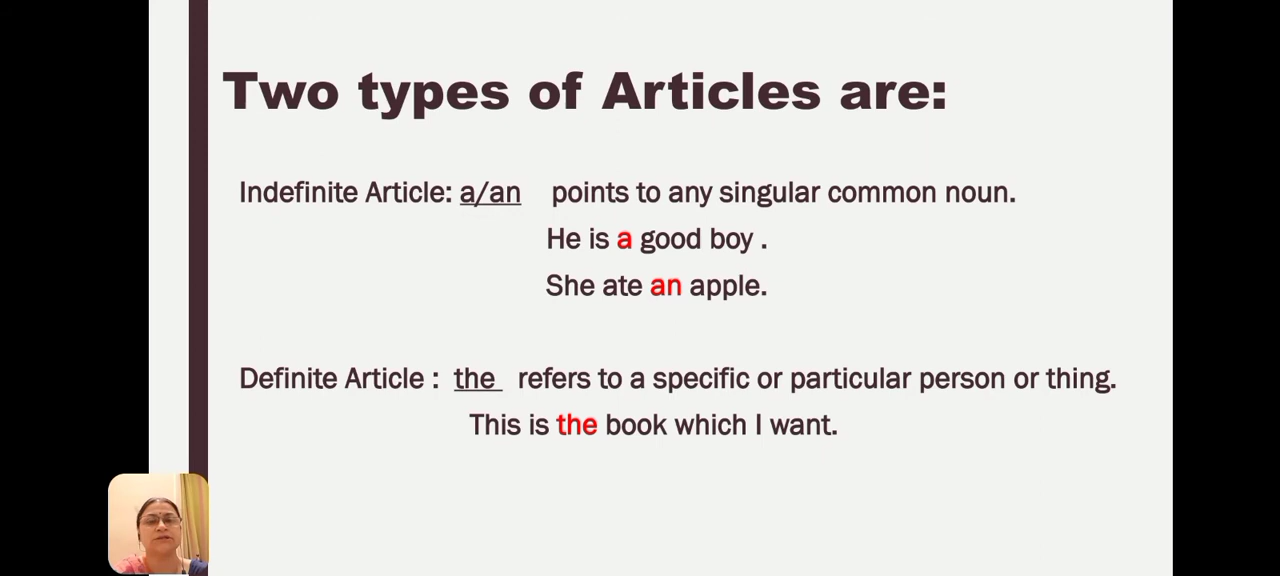 Two types of Articles are:
Indefinite Article: a/an points to any singular common noun.
He is a good boy .
She ate an apple.
Definite Article : the refers to a specific or particular person or thing.
This is the book which I want.